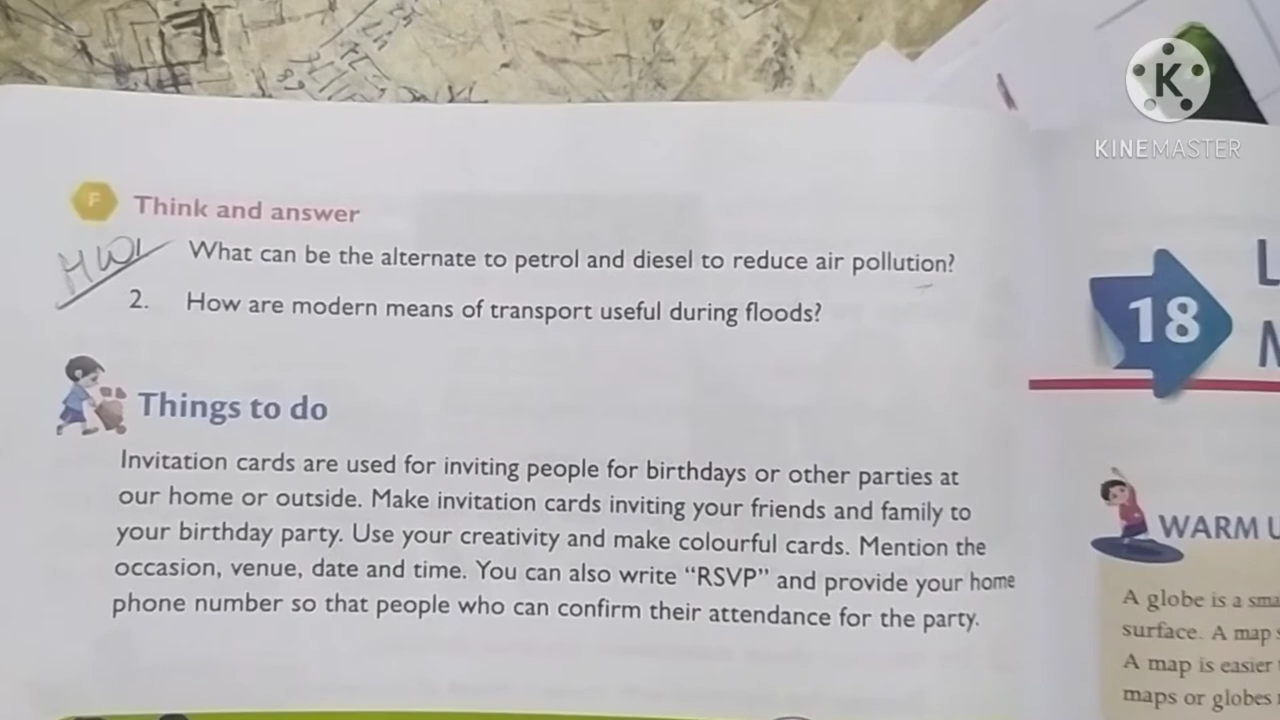 K
KINEMASTER
F Think and answer
HW What can be the alternate to petrol and diesel to reduce air pollution?
2. How are modern means of transport useful during floods?
18
Things to do
Invitation cards are used for inviting people for birthdays or other parties at
our home or outside. Make invitation cards inviting your friends and family to
your birthday party. Use your creativity and make colourful cards. Mention the
occasion, venue, date and time. You can also write “RSVP” and provide your home
phone number so that people who can confirm their attendance for the party.
WARM U
A globe is a sma
surface. A map s
A map is easier t
maps or globes